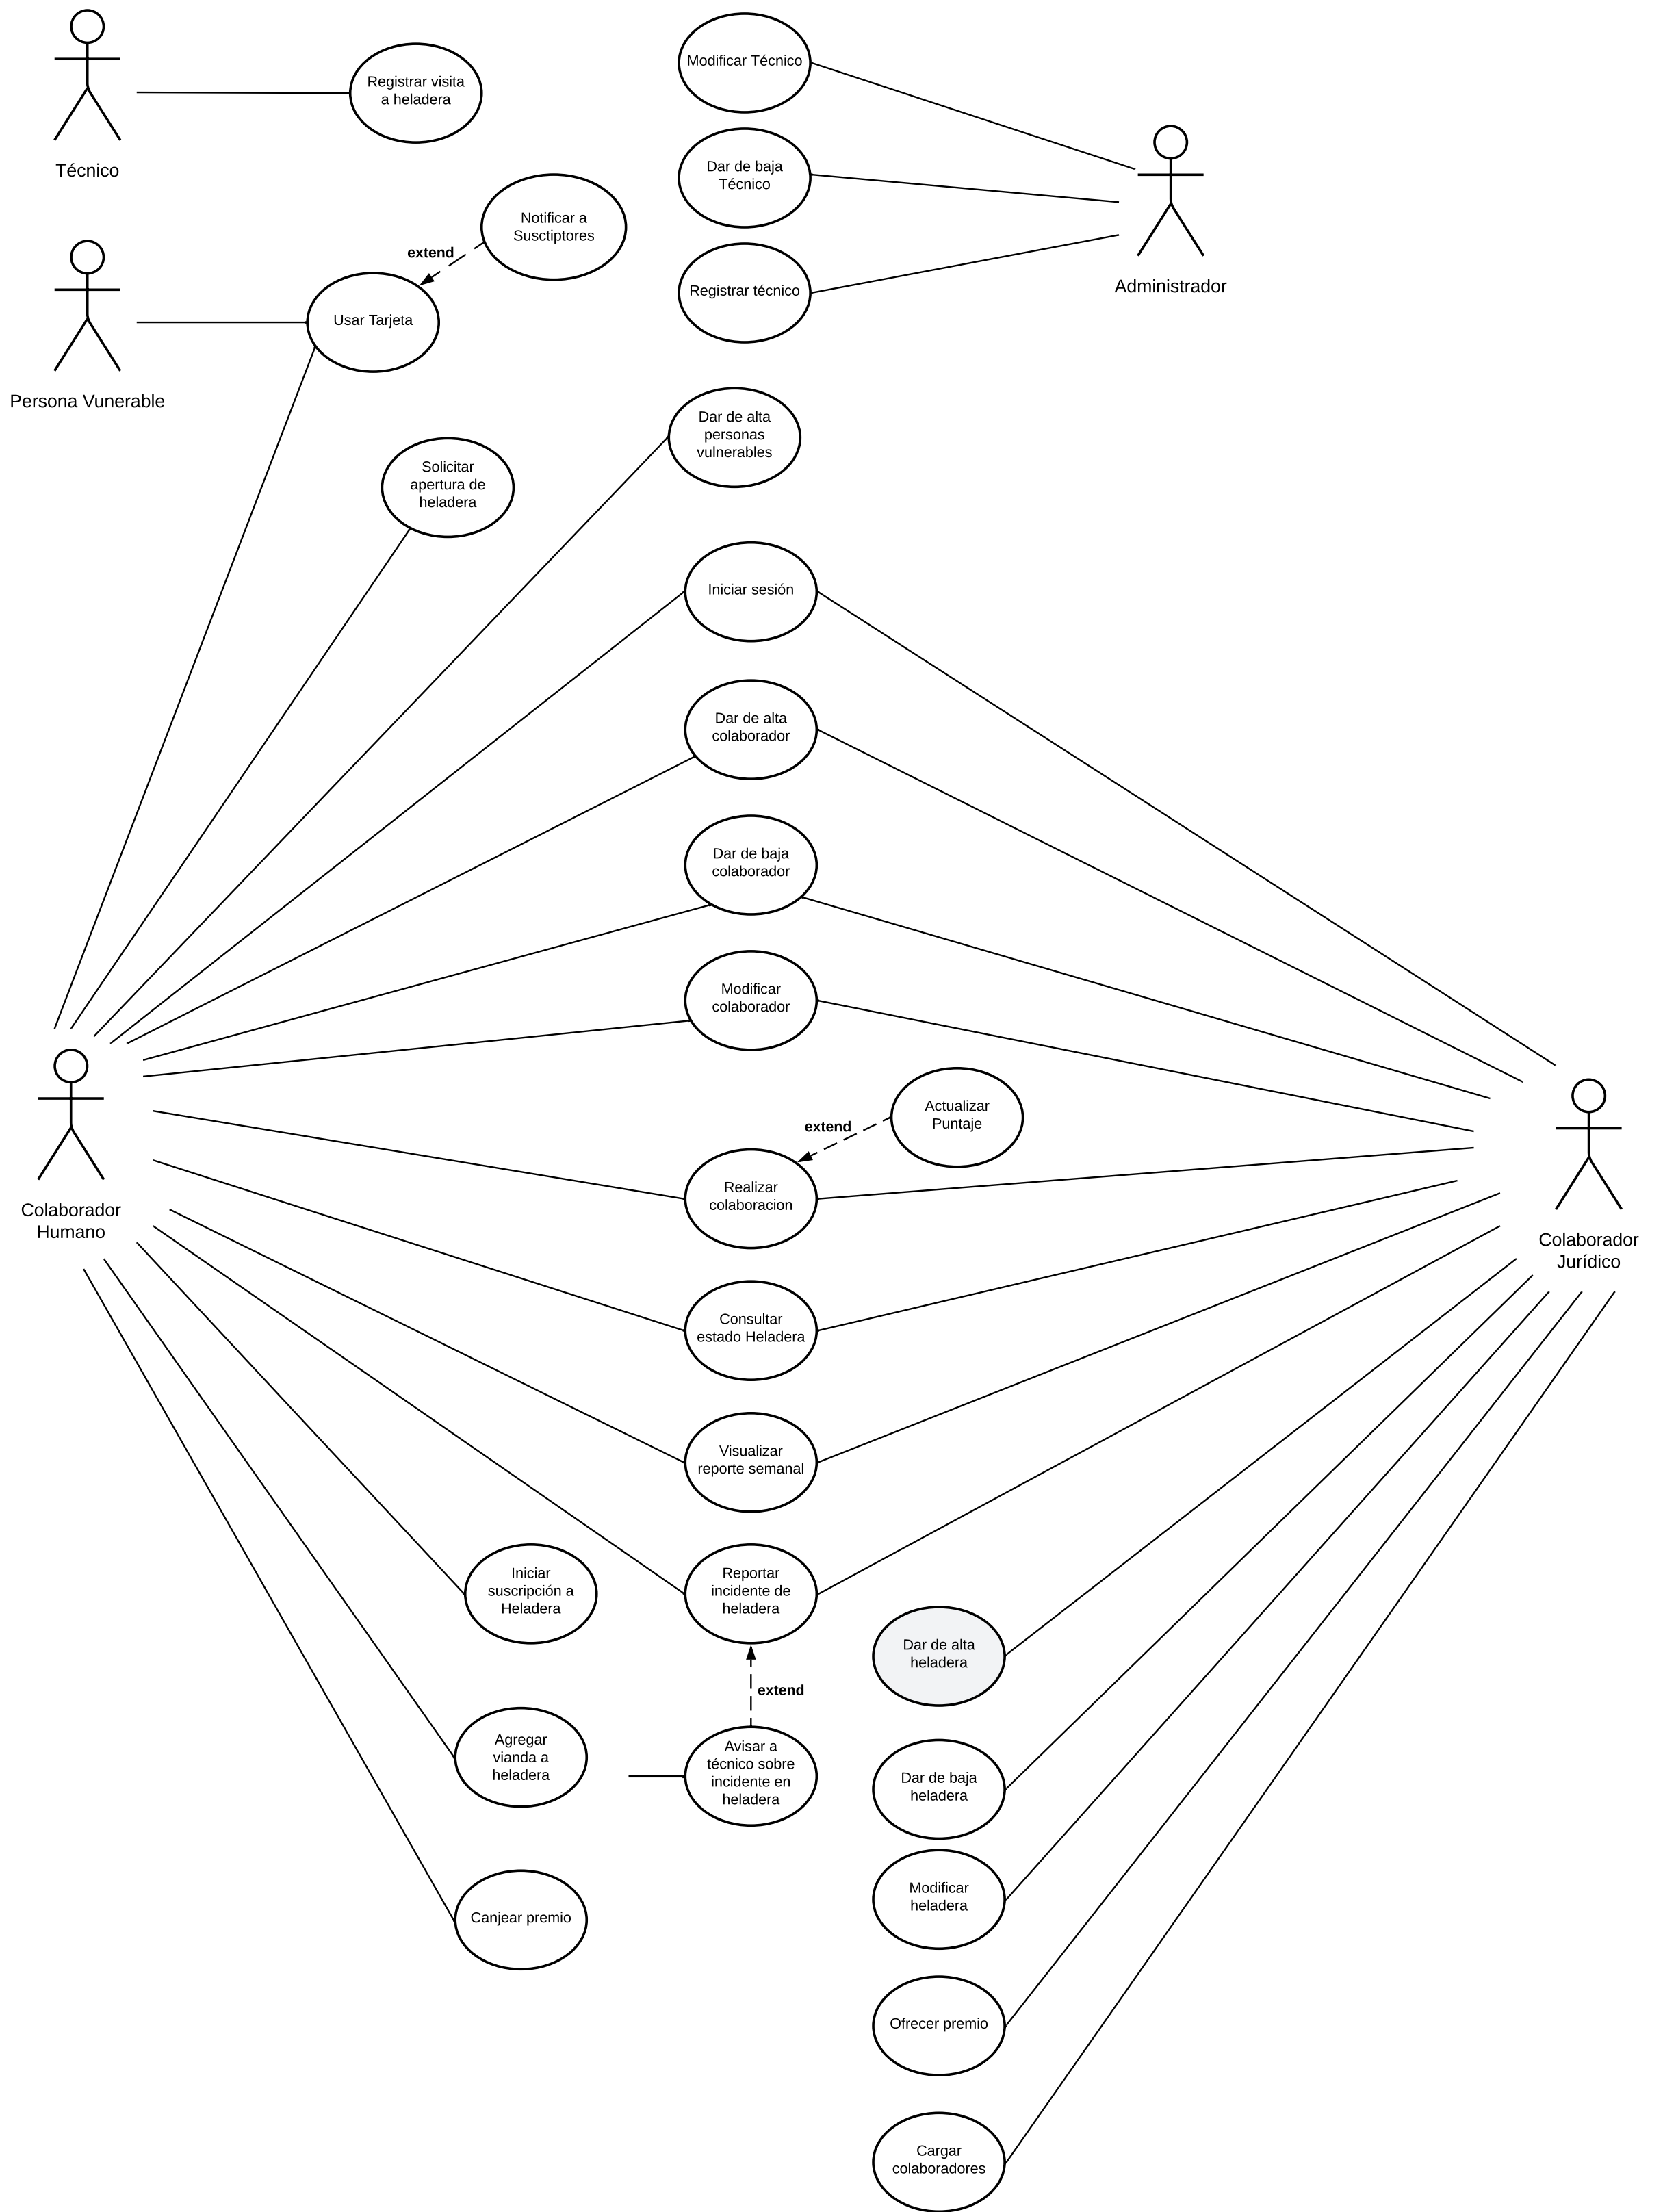 Modificar Técnico
Registrar visita
a heladera
Técnico
Dar de baja
Técnico
Notificar a
Susctiptores
extend
Administrador
Registrar técnico
Usar Tarjeta
Persona Vunerable
Dar de alta
personas
vulnerables
Solicitar
apertura de
heladera
Iniciar sesión
Dar de alta
colaborador
Dar de baja
colaborador
Modificar
colaborador
Actualizar
Puntaje
extend
Realizar
colaboracion
Colaborador
Humano
Colaborador
Jurídico
Consultar
estado Heladera
Visualizar
reporte semanal
Iniciar
suscripción a
Heladera
Reportar
incidente de
heladera
Dar de alta
heladera
extend
Agregar
vianda a
heladera
Avisar a
técnico sobre
incidente en
heladera
Dar de baja
heladera
Modificar
heladera
Canjear premio
Ofrecer premio
Cargar
colaboradores